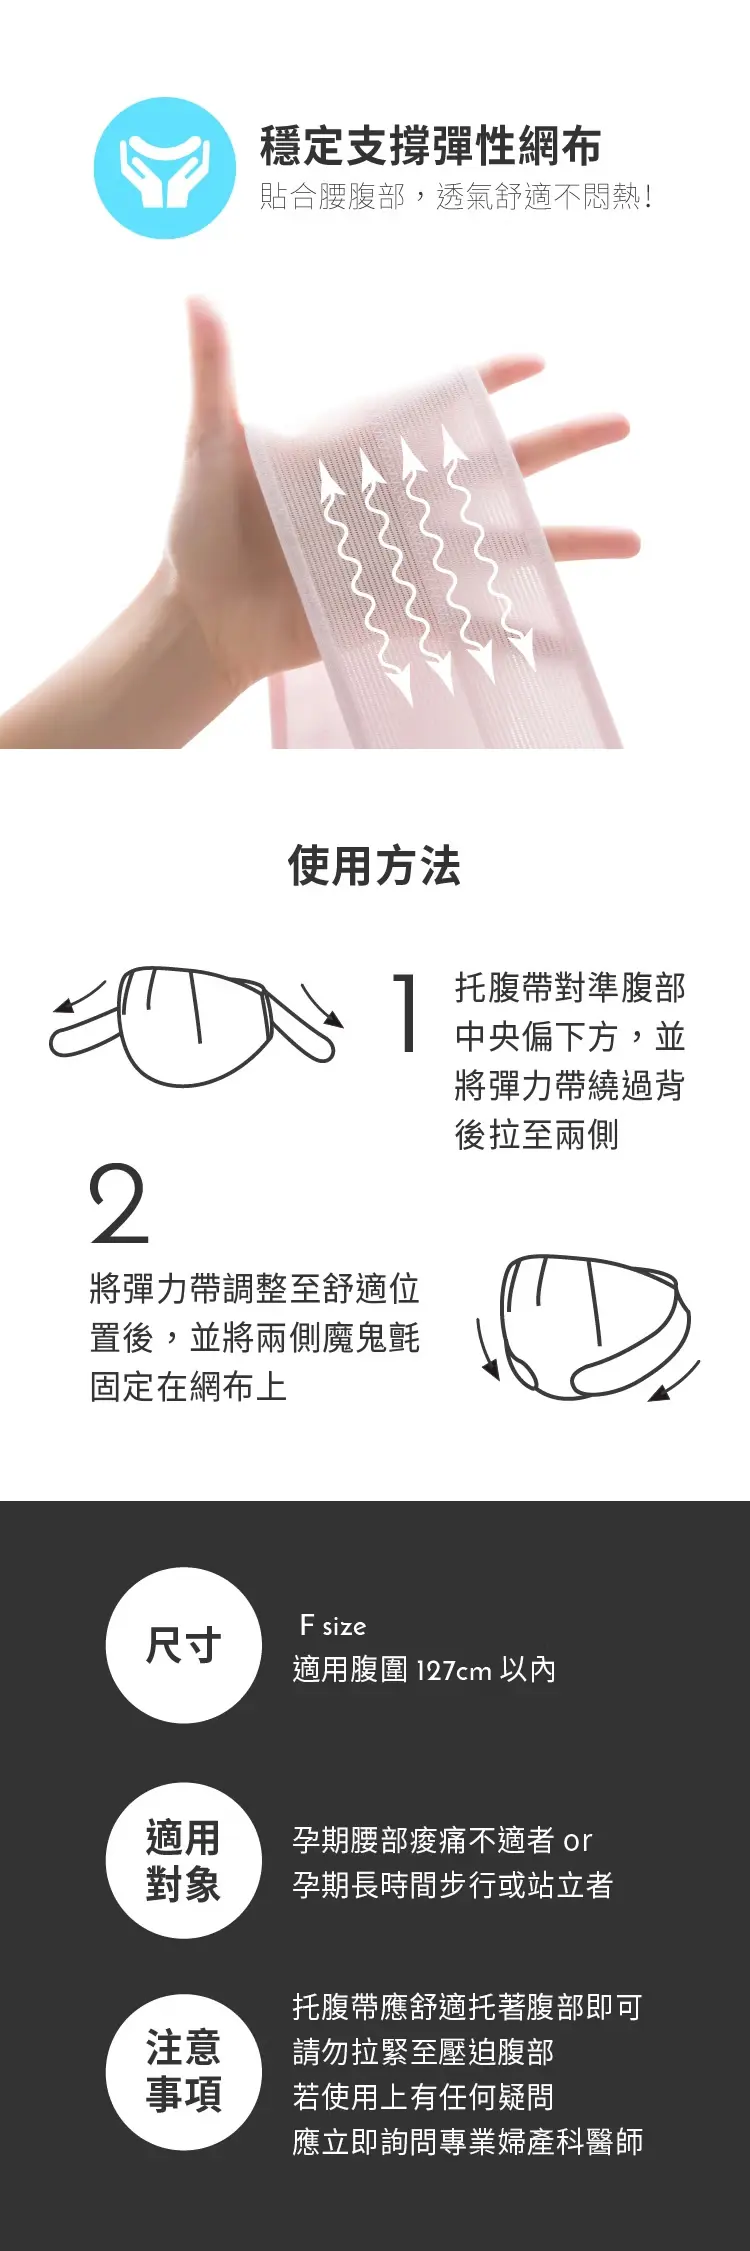 穩定支撐彈性網布
貼合腰腹部，透氣舒適不悶熱!
使用方法
1
托腹帶對準腹部
中央偏下方，並
將彈力帶繞過背
後拉至兩側
2
將彈力帶調整至舒適位
置後，並將兩側魔鬼氈
固定在網布上
尺寸
F size
適用腹圍 127cm 以內
適用
對象
孕期腰部痠痛不適者 or
孕期長時間步行或站立者
注意
事項
托腹帶應舒適托著腹部即可
請勿拉緊至壓迫腹部
若使用上有任何疑問
應立即詢問專業婦產科醫師